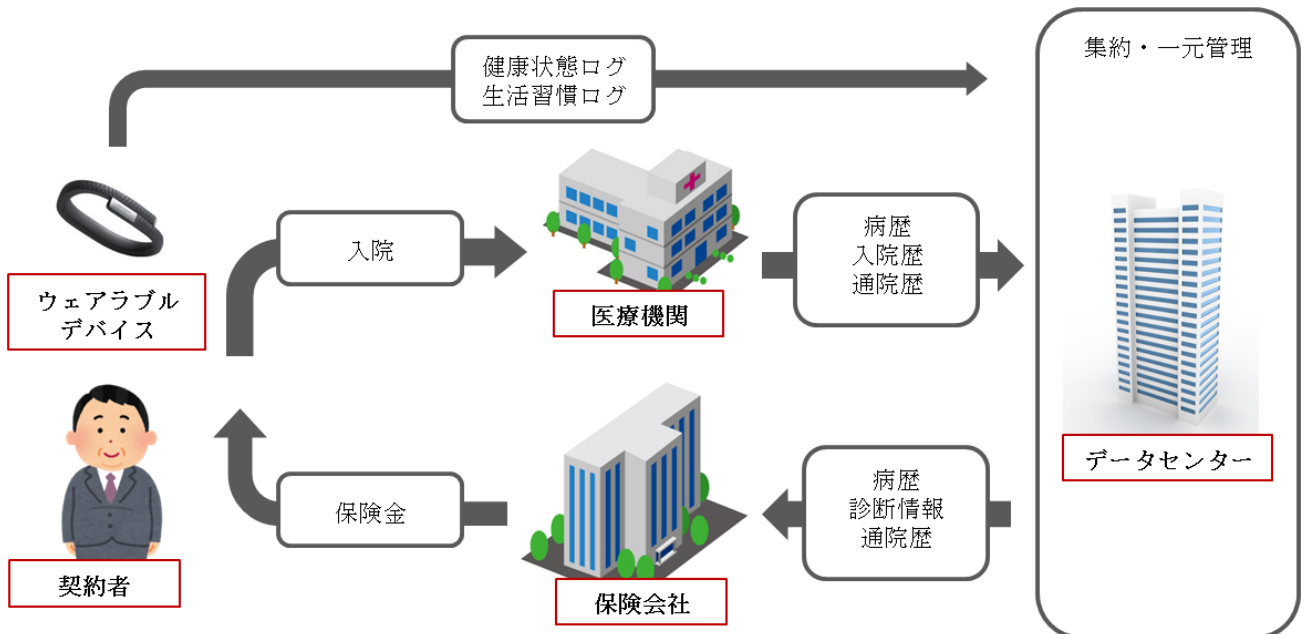 集約・一元管理
健康状態ログ
生活習慣ログ
入院
病歴
入院歴
通院歴
ウェアラブル
デバイス
医療機関
データセンター
保険金
病歴
診断情報
通院歴
契約者
保険会社